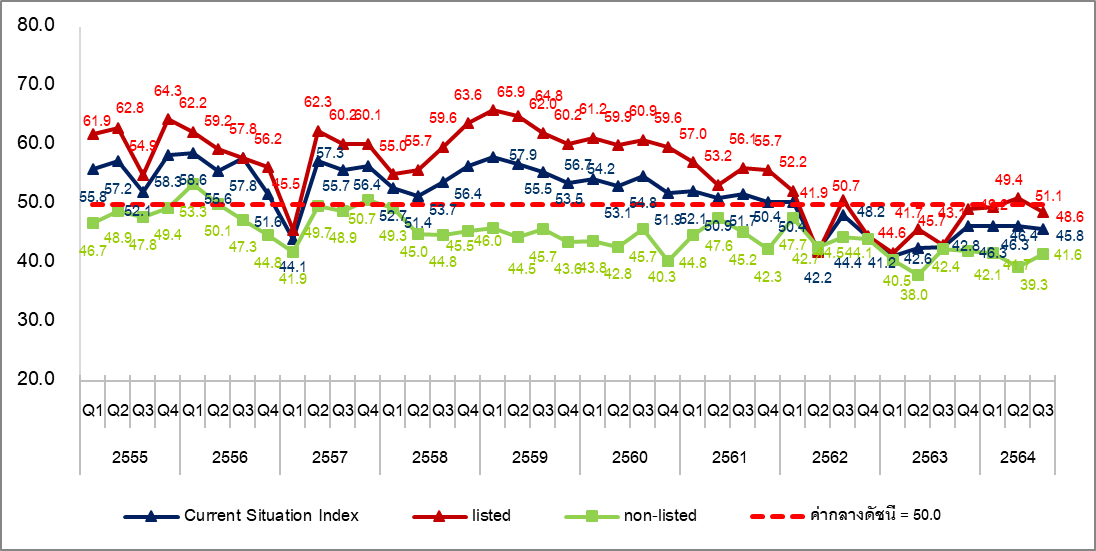 80.0
70.0
60.0
50.0
40.0
30.0
20.0
61.9 62.8 54.9 64.3 62.2 59.2 57.8 56.2 45.5 62.3 60.2 60.1 55.0 55.7 59.6 63.6 65.9 64.8 62.0 60.2 61.2 59.9 60.9 59.6 57.0 53.2 56.1 55.7 52.2 41.9 50.7 44.6 41.7 45.7 43.1 49.4 51.1 48.6
55.8 57.2 52.1 58.3 58.6 55.6 57.8 51.6 44.1 57.3 55.7 56.4 52.7 51.4 53.7 56.4 57.9 55.5 53.5 56.7 54.2 53.1 54.8 51.9 52.1 50.9 51.7 50.4 50.4 42.2 48.2 44.4 41.2 42.6 42.8 46.3 46.3 46.4 45.8
46.7 48.9 47.8 49.4 53.3 50.1 47.3 44.8 41.9 49.7 48.9 50.7 49.3 45.0 44.8 45.5 46.0 44.5 45.7 43.6 43.8 42.8 45.7 40.3 44.8 47.6 45.2 42.3 47.7 42.7 44.5 44.1 40.5 38.0 42.4 42.1 39.3 41.6
Q1 Q2 Q3 Q4 Q1 Q2 Q3 Q4 Q1 Q2 Q3 Q4 Q1 Q2 Q3 Q4 Q1 Q2 Q3 Q4 Q1 Q2 Q3 Q4 Q1 Q2 Q3 Q4 Q1 Q2 Q3 Q4 Q1 Q2 Q3 Q4 Q1 Q2 Q3
2555 2556 2557 2558 2559 2560 2561 2562 2563 2564
Current Situation Index listed non-listed ค่ากลางดัชนี = 50.0